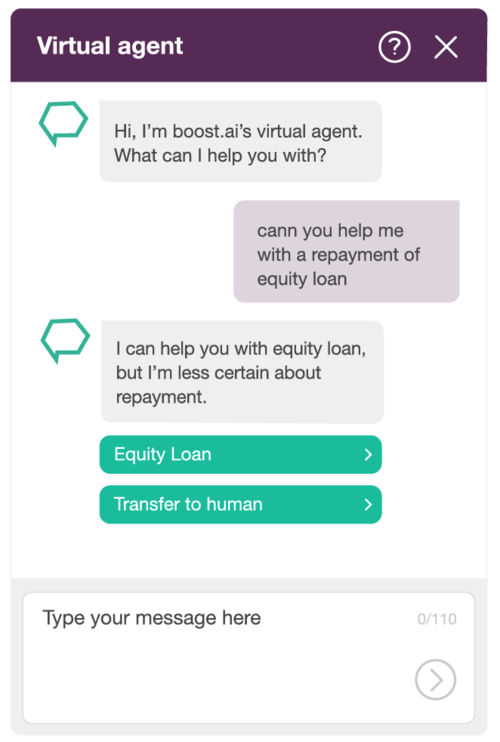 Virtual agent
?
Hi, I’m boost.ai’s virtual agent.
What can I help you with?
cann you help me
with a repayment of
equity loan
I can help you with equity loan,
but I’m less certain about
repayment.
Equity Loan
Transfer to human
Type your message here
0/110